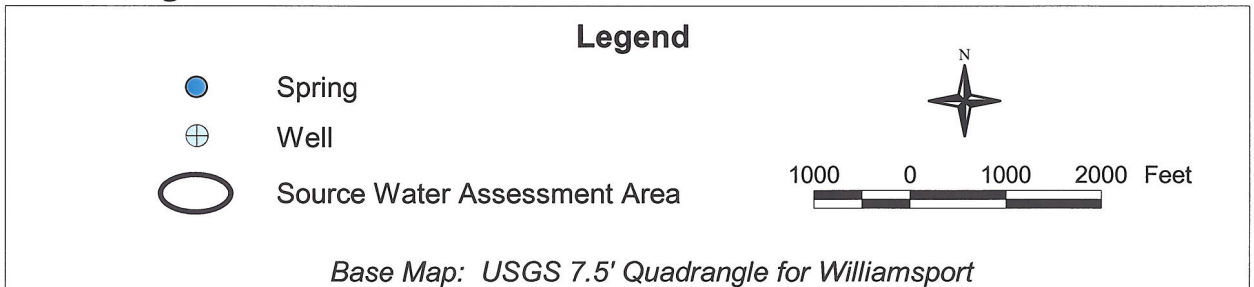 Legend
N
Spring
Well
1000 0 1000 2000 Feet
Source Water Assessment Area
Base Map: USGS 7.5' Quadrangle for Williamsport